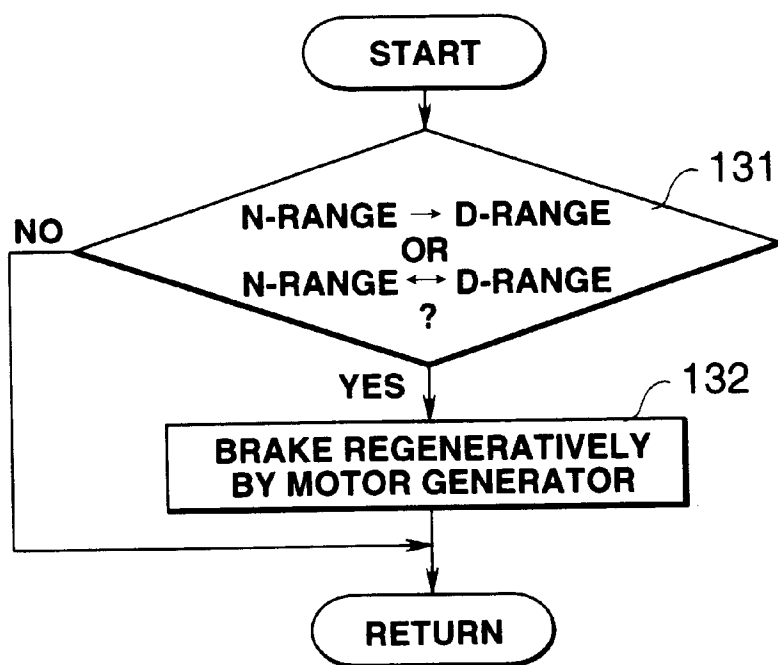 START
131
N-RANGE → D-RANGE
OR
N-RANGE ↔ D-RANGE
?
NO
YES
132
BRAKE REGENERATIVELY
BY MOTOR GENERATOR
RETURN